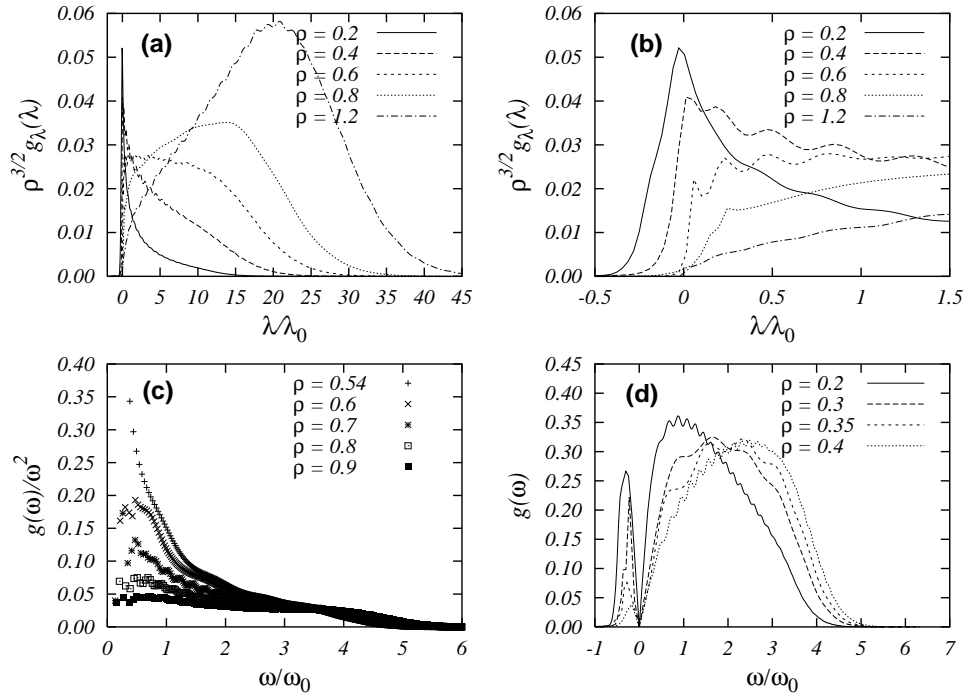 (a)
ρ^{3/2} g_λ(λ)
0.06
0.05
0.04
0.03
0.02
0.01
0.00
ρ = 0.2
ρ = 0.4
ρ = 0.6
ρ = 0.8
ρ = 1.2
0 5 10 15 20 25 30 35 40 45
λ/λ_0
(b)
ρ^{3/2} g_λ(λ)
0.06
0.05
0.04
0.03
0.02
0.01
0.00
ρ = 0.2
ρ = 0.4
ρ = 0.6
ρ = 0.8
ρ = 1.2
-0.5 0 0.5 1 1.5
λ/λ_0
(c)
g(ω)/ω^2
0.40
0.35
0.30
0.25
0.20
0.15
0.10
0.05
0.00
ρ = 0.54
ρ = 0.6
ρ = 0.7
ρ = 0.8
ρ = 0.9
0 1 2 3 4 5 6
ω/ω_0
(d)
g(ω)
0.45
0.40
0.35
0.30
0.25
0.20
0.15
0.10
0.05
0.00
ρ = 0.2
ρ = 0.3
ρ = 0.35
ρ = 0.4
-1 0 1 2 3 4 5 6 7
ω/ω_0